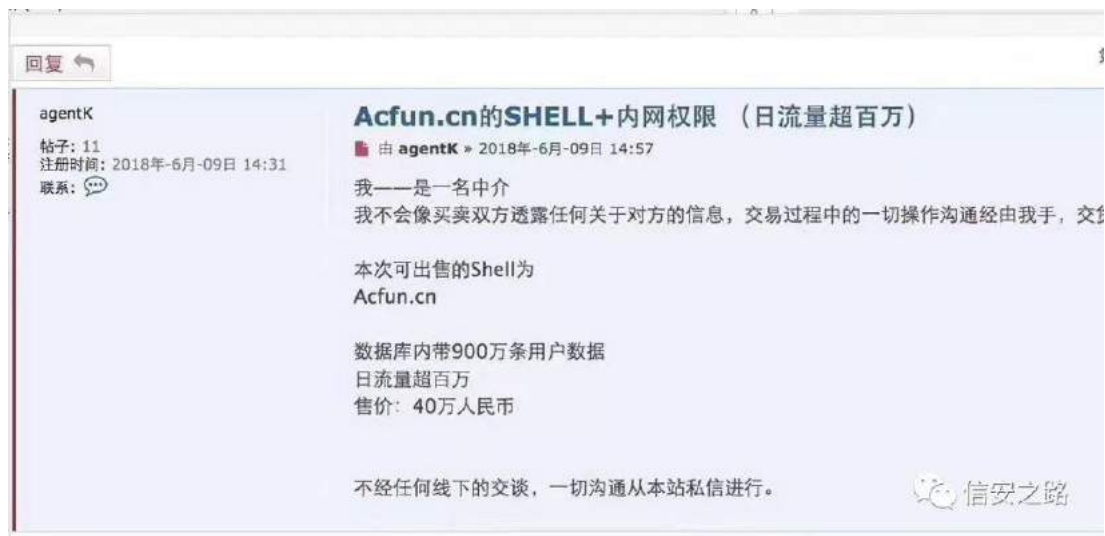 回复
agentK
帖子: 11
注册时间: 2018年-6月-09日 14:31
联系:
Acfun.cn的SHELL+内网权限 （日流量超百万）
由 agentK » 2018年-6月-09日 14:57
我——是一名中介
我不会像买卖双方透露任何关于对方的信息，交易过程中的一切操作沟通经由我手，交
本次可出售的Shell为
Acfun.cn
数据库内带900万条用户数据
日流量超百万
售价：40万人民币
不经任何线下的交谈，一切沟通从本站私信进行。
信安之路